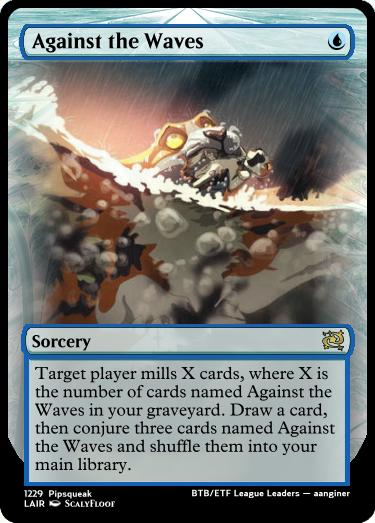 Against the Waves
Sorcery
Target player mills X cards, where X is
the number of cards named Against the
Waves in your graveyard. Draw a card,
then conjure three cards named Against
the Waves and shuffle them into your
main library.
1229 Pipsqueak
BTB/ETF League Leaders — aanginer
LAIR ScalyFloof